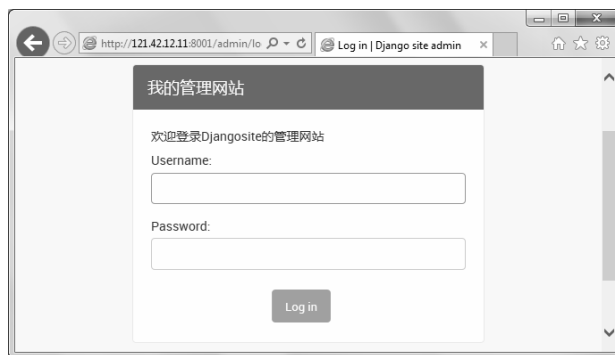 http://121.42.12.11:8001/admin/lo
Log in | Django site admin
我的管理网站
欢迎登录Djangosite的管理网站
Username:
Password:
Log in